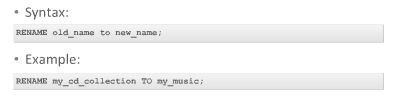 • Syntax:
RENAME old_name to new_name;
• Example:
RENAME my_cd_collection TO my_music;